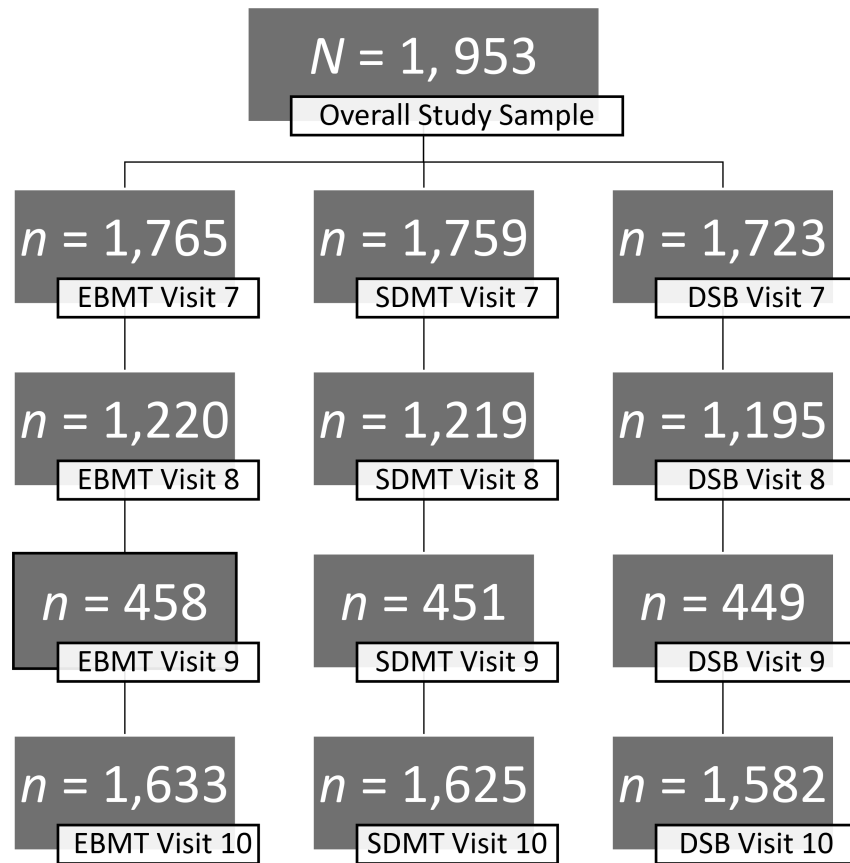 N = 1, 953
Overall Study Sample
n = 1,765
EBMT Visit 7
n = 1,759
SDMT Visit 7
n = 1,723
DSB Visit 7
n = 1,220
EBMT Visit 8
n = 1,219
SDMT Visit 8
n = 1,195
DSB Visit 8
n = 458
EBMT Visit 9
n = 451
SDMT Visit 9
n = 449
DSB Visit 9
n = 1,633
EBMT Visit 10
n = 1,625
SDMT Visit 10
n = 1,582
DSB Visit 10